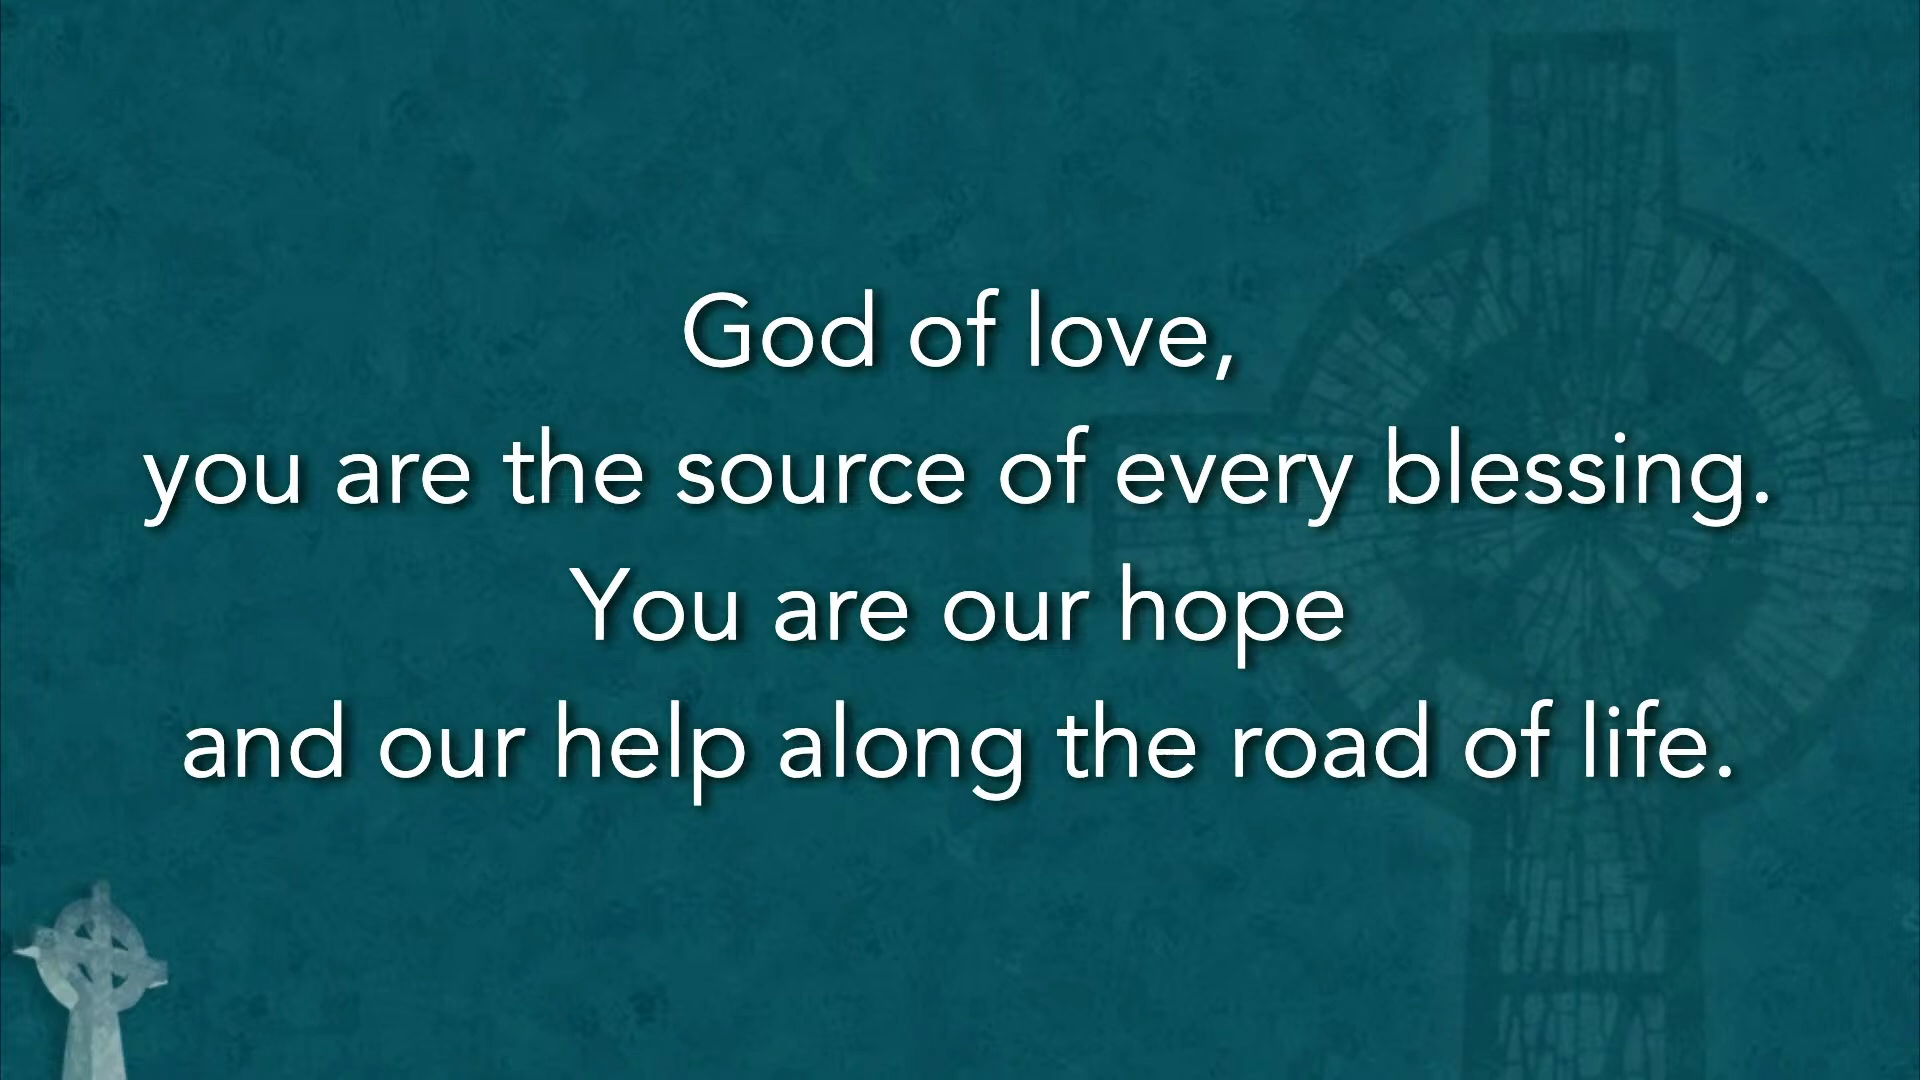 God of love,
you are the source of every blessing.
You are our hope
and our help along the road of life.